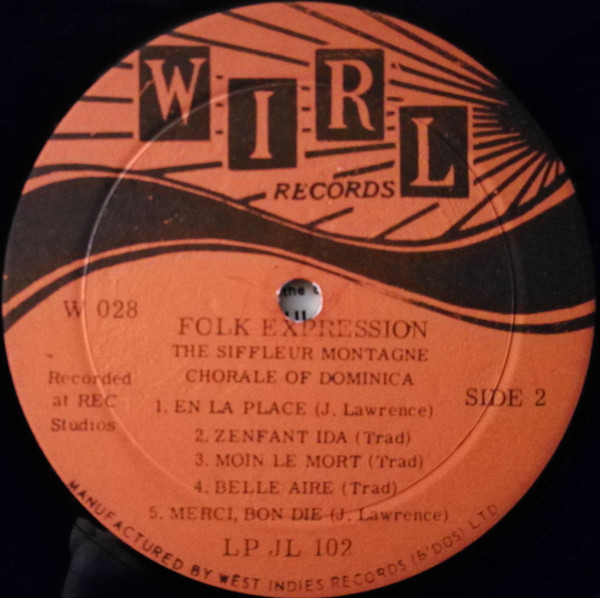 WIRL
RECORDS
W 028
FOLK EXPRESSION
THE SIFFLEUR MONTAGNE
CHORALE OF DOMINICA
Recorded
at REC
Studios
SIDE 2
1. EN LA PLACE (J. Lawrence)
2. ZENFANT IDA (Trad)
3. MOIN LE MORT (Trad)
4. BELLE AIRE (Trad)
5. MERCI, BON DIE (J. Lawrence)
LP JL 102
MANUFACTURED BY WEST INDIES RECORDS (B'DOS) LTD
the